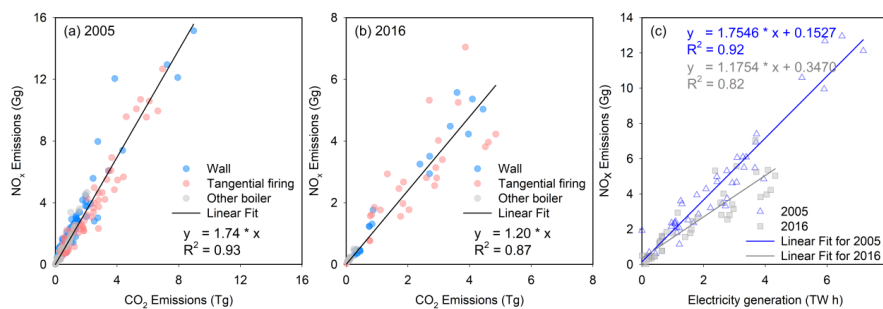 (a) 2005
NOx Emissions (Gg)
16
12
8
4
0
Wall
Tangential firing
Other boiler
Linear Fit
y = 1.74 * x
R² = 0.93
0 4 8 12 16
CO₂ Emissions (Tg)
(b) 2016
NOx Emissions (Gg)
8
6
4
2
0
Wall
Tangential firing
Other boiler
Linear Fit
y = 1.20 * x
R² = 0.87
0 2 4 6 8
CO₂ Emissions (Tg)
(c)
y = 1.7546 * x + 0.1527
R² = 0.92
y = 1.1754 * x + 0.3470
R² = 0.82
NOx Emissions (Gg)
14
12
10
8
6
4
2
0
2005
2016
Linear Fit for 2005
Linear Fit for 2016
0 2 4 6 8
Electricity generation (TW h)